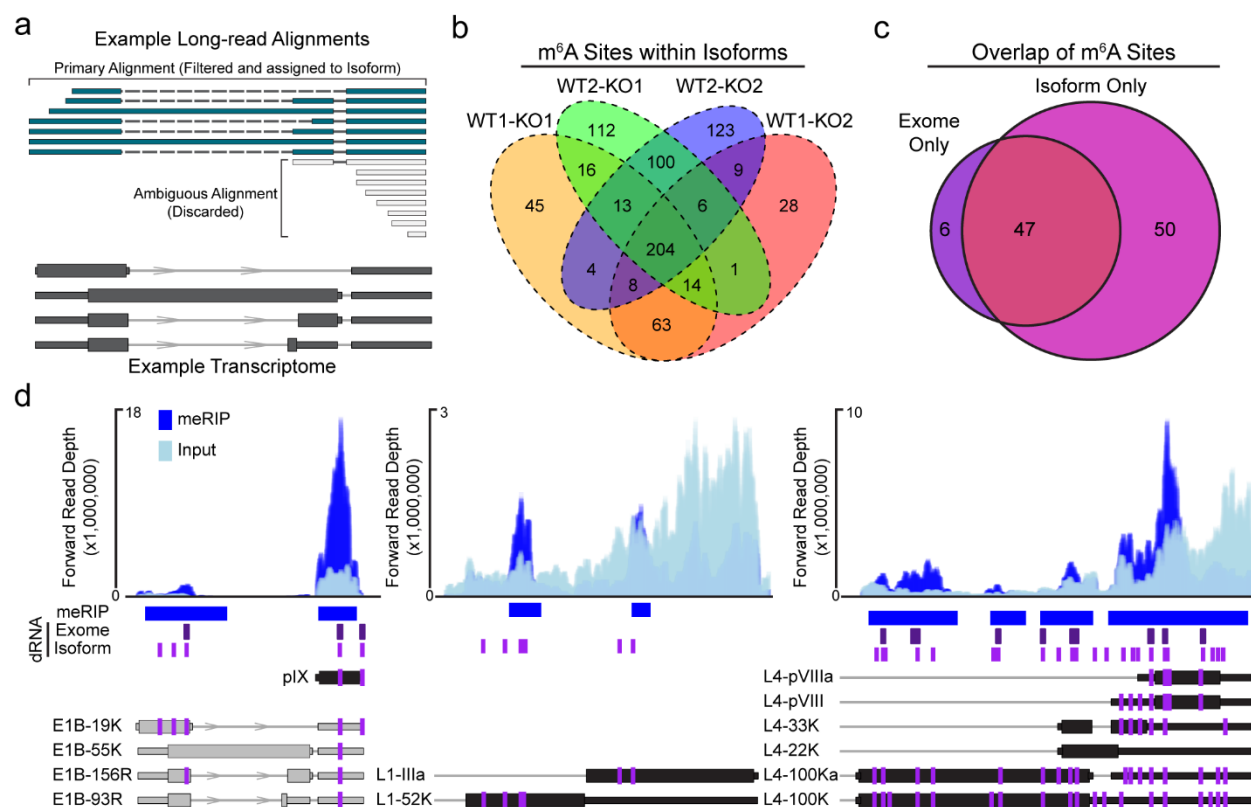 a
Example Long-read Alignments
Primary Alignment (Filtered and assigned to Isoform)
Ambiguous Alignment
(Discarded)
Example Transcriptome
b
m⁶A Sites within Isoforms
WT2-KO1
WT2-KO2
WT1-KO1
WT1-KO2
112
123
16
100
9
45
13
6
28
204
4
8
14
1
63
c
Overlap of m⁶A Sites
Isoform Only
Exome
Only
6
47
50
d
18
meRIP
Input
Forward Read Depth
(x1,000,000)
0
3
Forward Read Depth
(x1,000,000)
0
10
Forward Read Depth
(x1,000,000)
0
meRIP
dRNA
Exome
Isoform
pIX
E1B-19K
E1B-55K
E1B-156R
E1B-93R
L1-IIIa
L1-52K
L4-pVIIIa
L4-pVIII
L4-33K
L4-22K
L4-100Ka
L4-100K